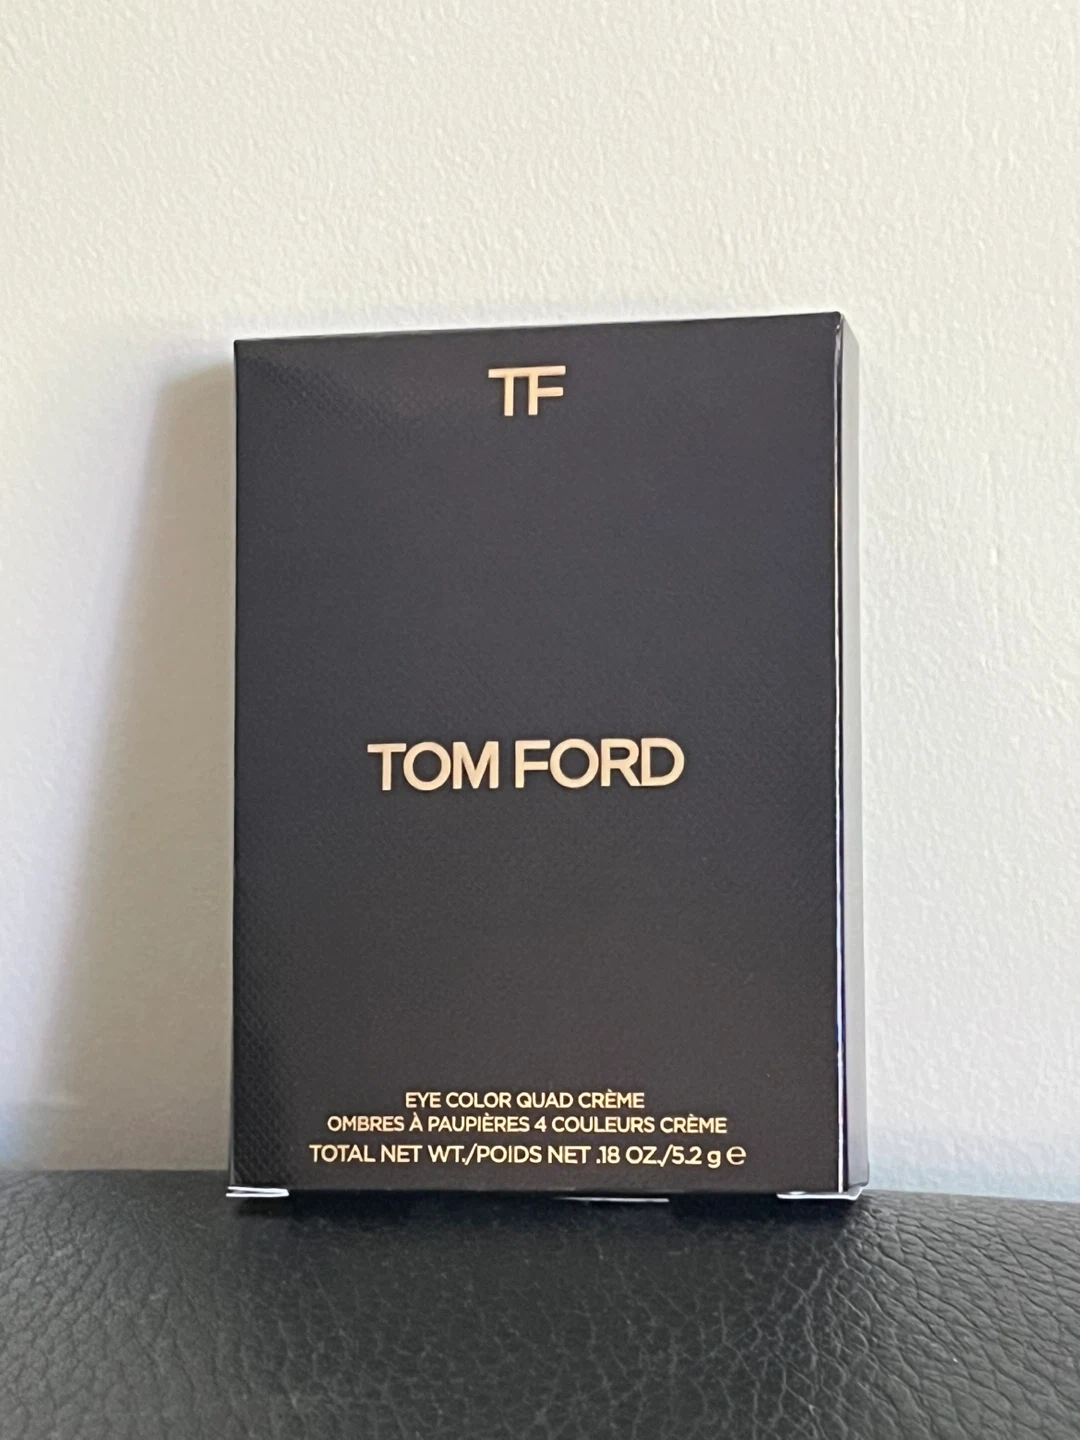 TF
TOM FORD
EYE COLOR QUAD CRÈME
OMBRES À PAUPIÈRES 4 COULEURS CRÈME
TOTAL NET WT./POIDS NET .18 OZ./5.2 g ℮